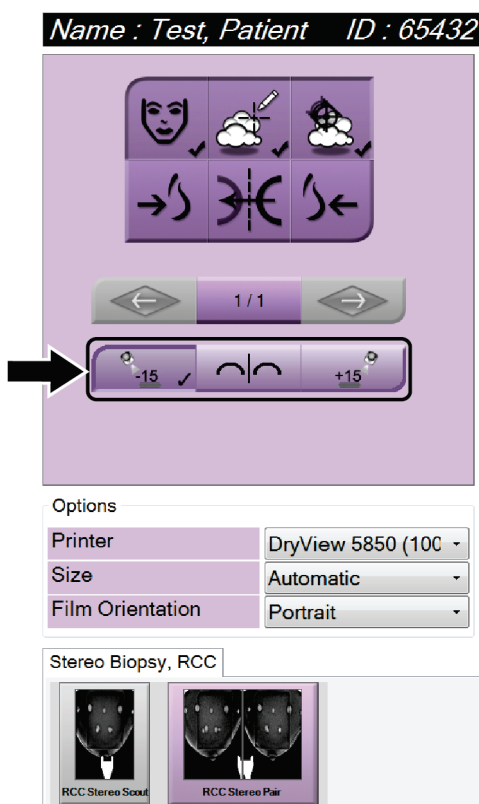 Name : Test, Patient ID : 65432
1 / 1
-15 +15
Options
Printer DryView 5850 (100
Size Automatic
Film Orientation Portrait
Stereo Biopsy, RCC
RCC Stereo Scout RCC Stereo Pair